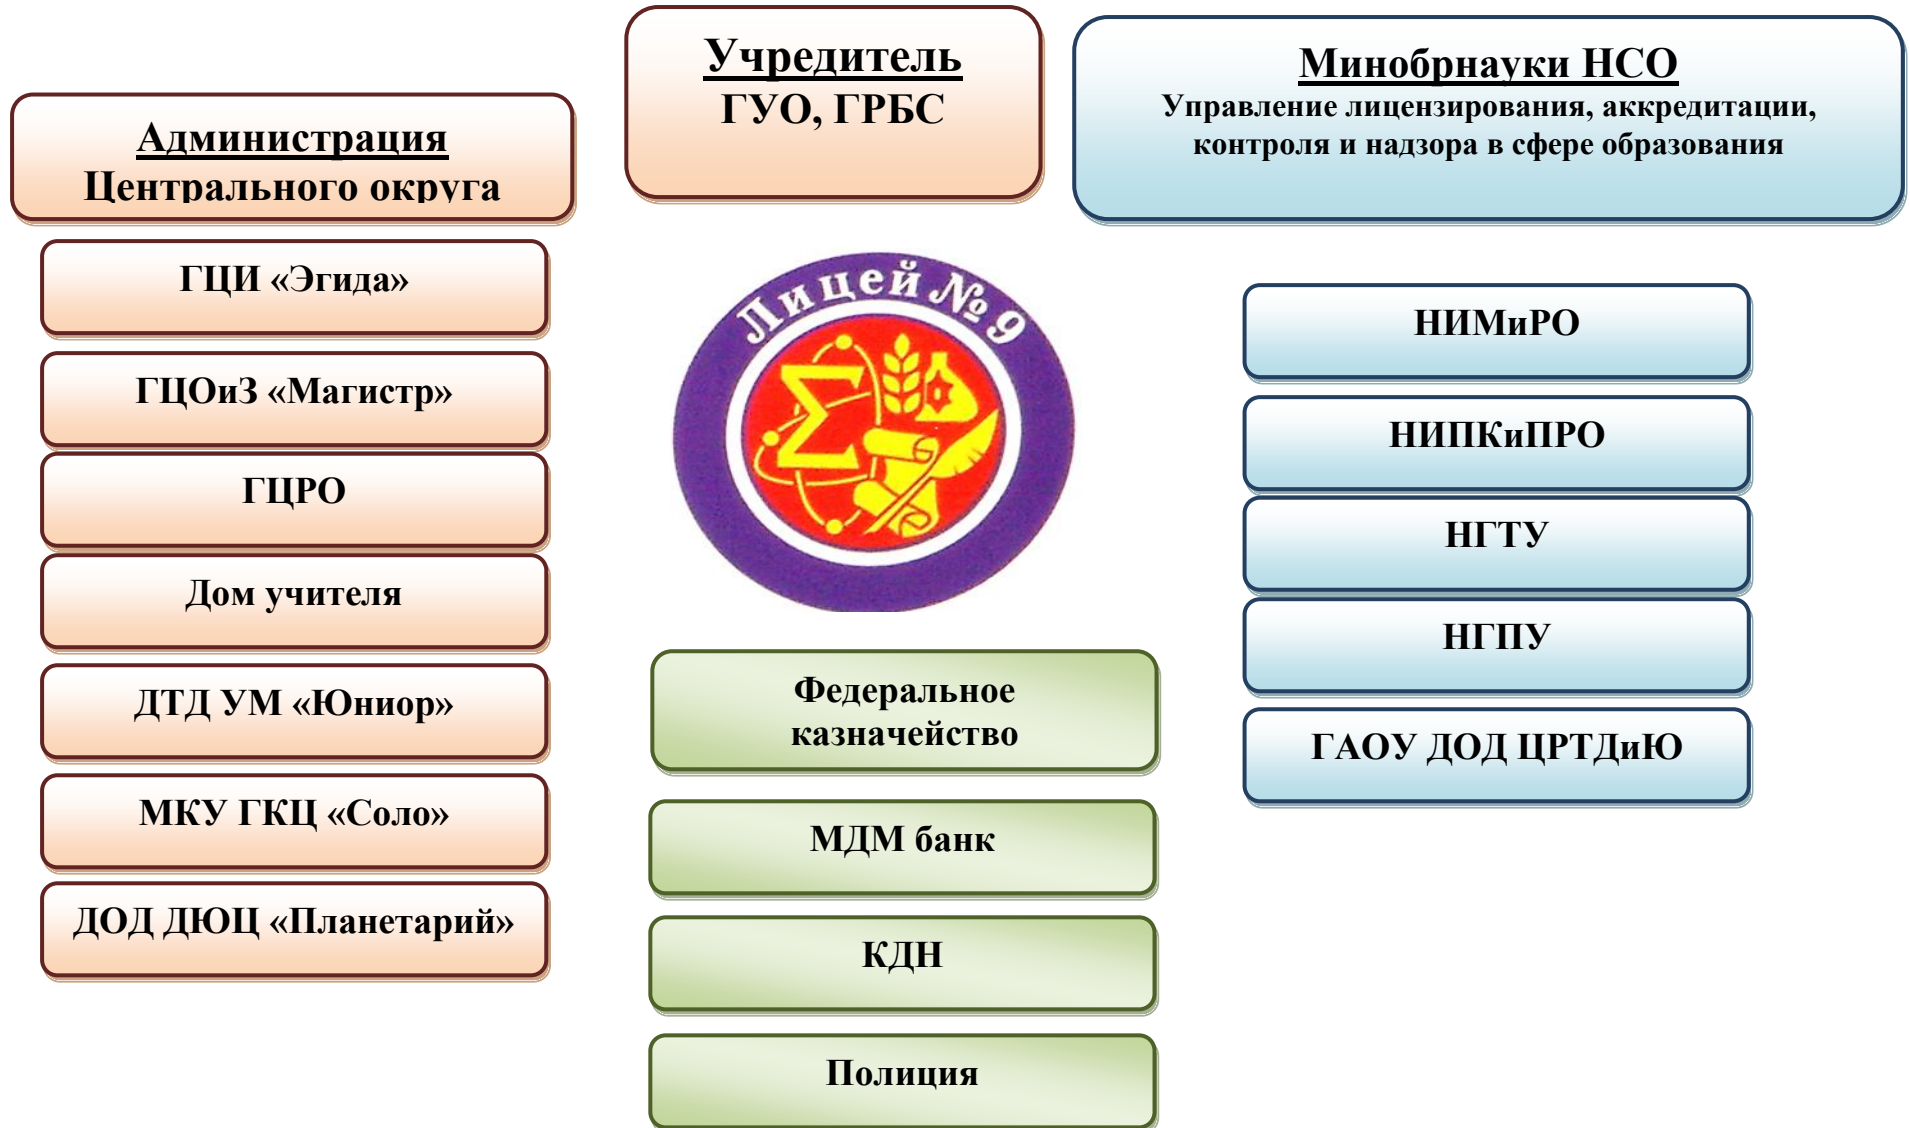 Учредитель
ГУО, ГРБС
Минобрнауки НСО
Управление лицензирования, аккредитации,
контроля и надзора в сфере образования
Администрация
Центрального округа
ГЦИ «Эгида»
ГЦОиЗ «Магистр»
ГЦРО
Дом учителя
ДТД УМ «Юниор»
МКУ ГКЦ «Соло»
ДОД ДЮЦ «Планетарий»
Лицей № 9
Федеральное
казначейство
МДМ банк
КДН
Полиция
НИМиРО
НИПКиПРО
НГТУ
НГПУ
ГАОУ ДОД ЦРТДиЮ